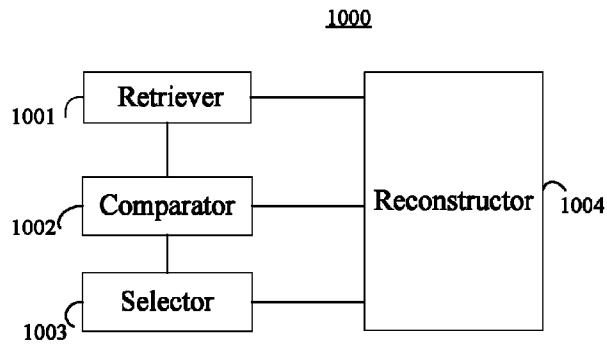 1000
Retriever
1001
Comparator
1002
Reconstructor
1004
Selector
1003